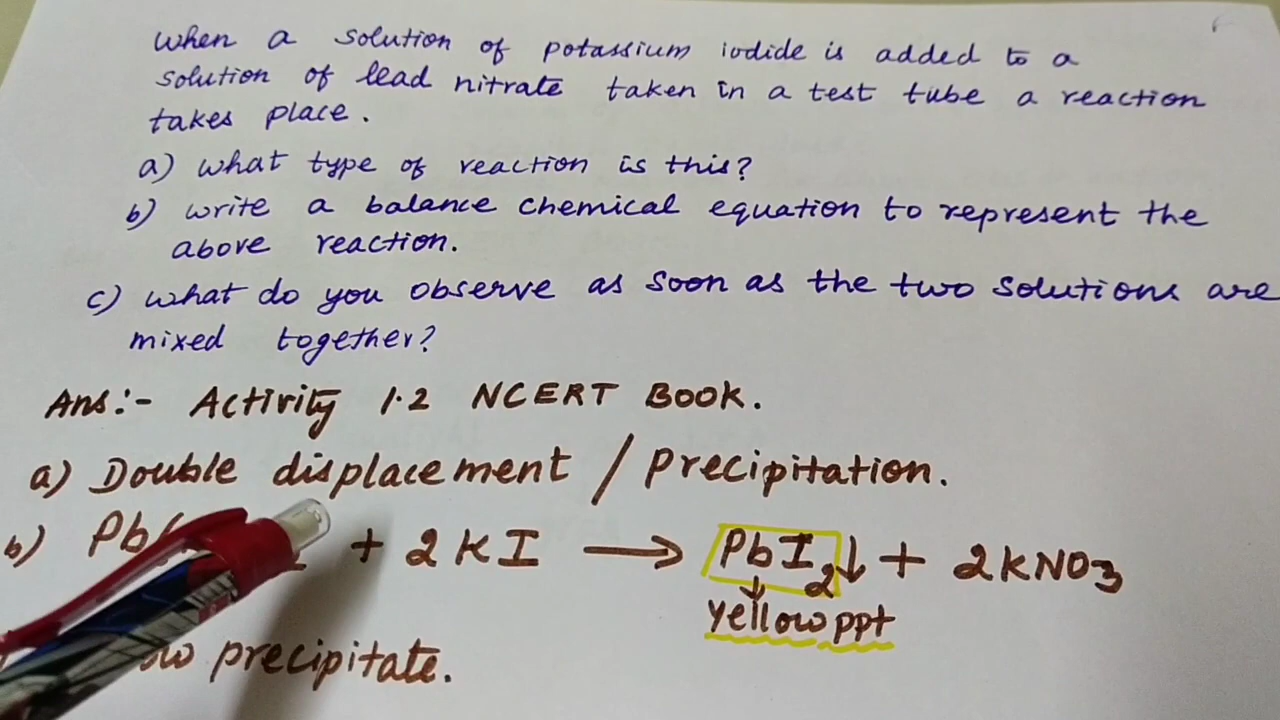 when a solution of potassium iodide is added to a
solution of lead nitrate taken in a test tube a reaction
takes place.
a) what type of reaction is this?
b) write a balance chemical equation to represent the
above reaction.
c) what do you observe as soon as the two solutions are
mixed together?
Ans:- Activity 1.2 NCERT BOOK.
a) Double displacement / precipitation.
b) Pb( + 2KI → PbI2↓ + 2KNO3
yellow ppt
precipitate.